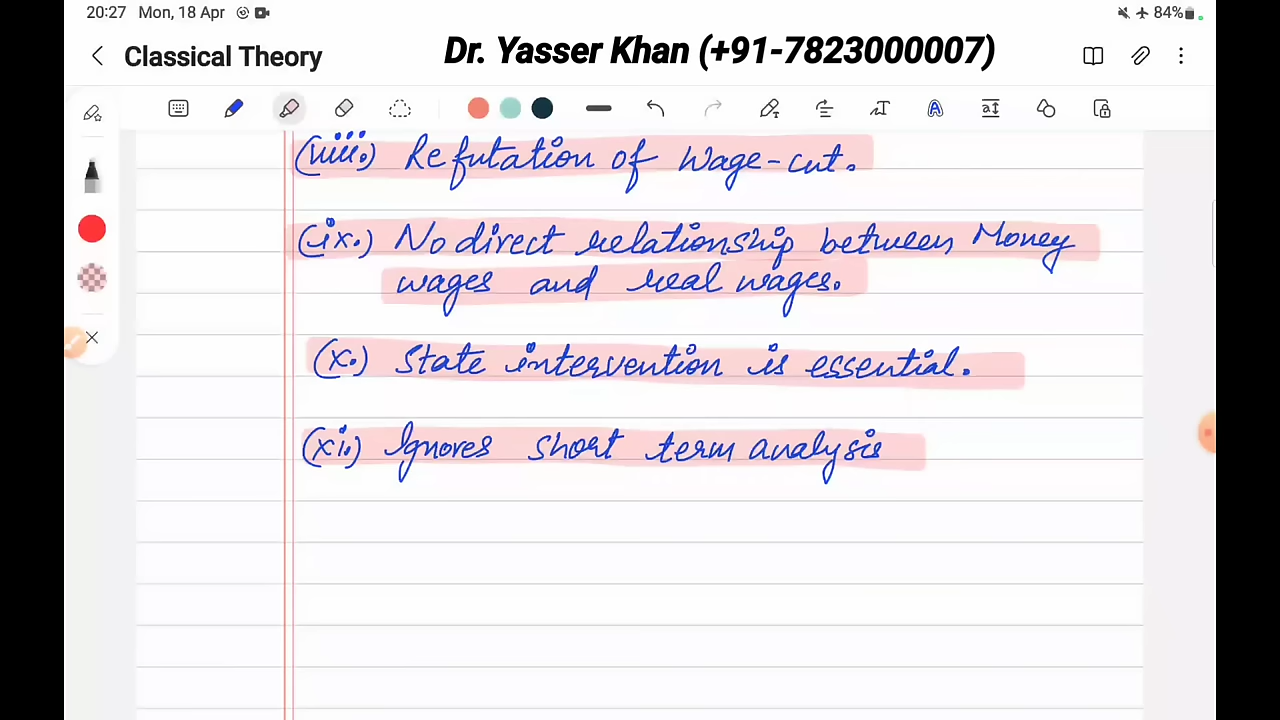 20:27 Mon, 18 Apr
84%
Classical Theory
Dr. Yasser Khan (+91-7823000007)
(viii.) Refutation of Wage-cut.
(ix.) No direct relationship between Money
wages and real wages.
(x.) State intervention is essential.
(xi.) Ignores short term analysis